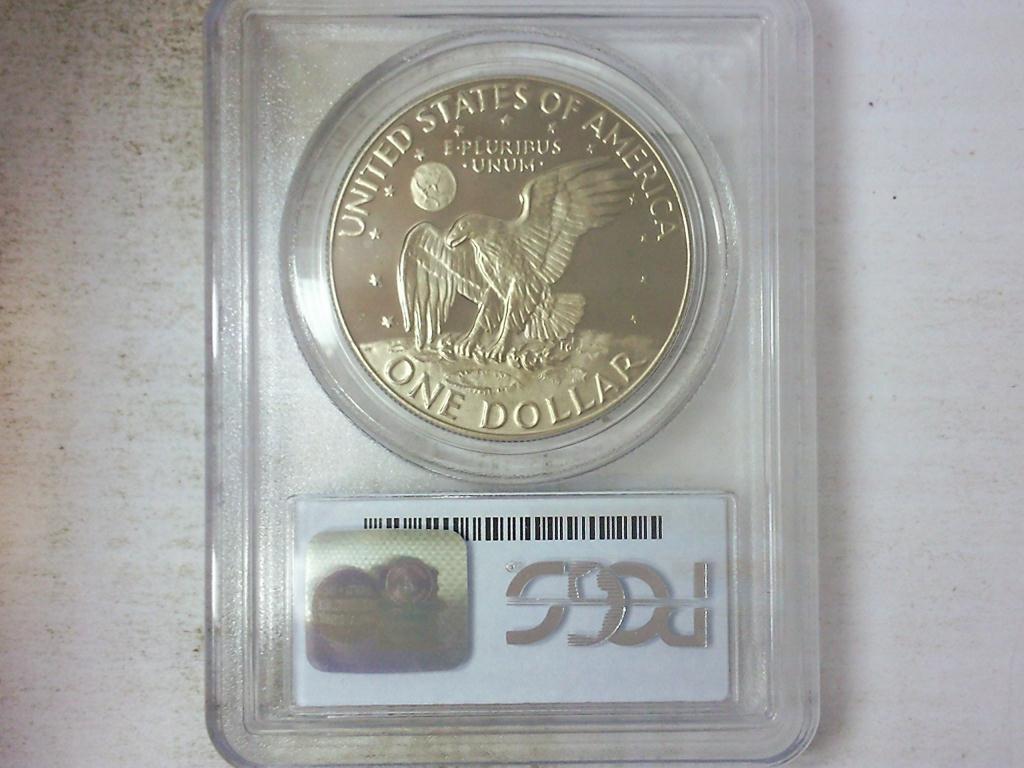 UNITED STATES OF AMERICA
E·PLURIBUS
·UNUM·
ONE DOLLAR
PCGS